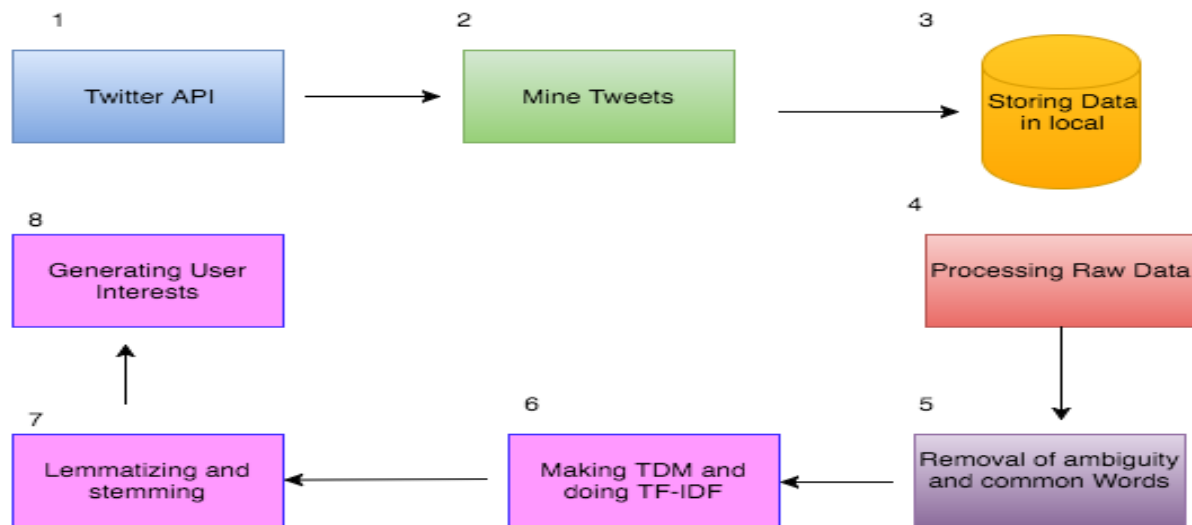 1
Twitter API
2
Mine Tweets
3
Storing Data
in local
4
Processing Raw Data
5
Removal of ambiguity
and common Words
6
Making TDM and
doing TF-IDF
7
Lemmatizing and
stemming
8
Generating User
Interests